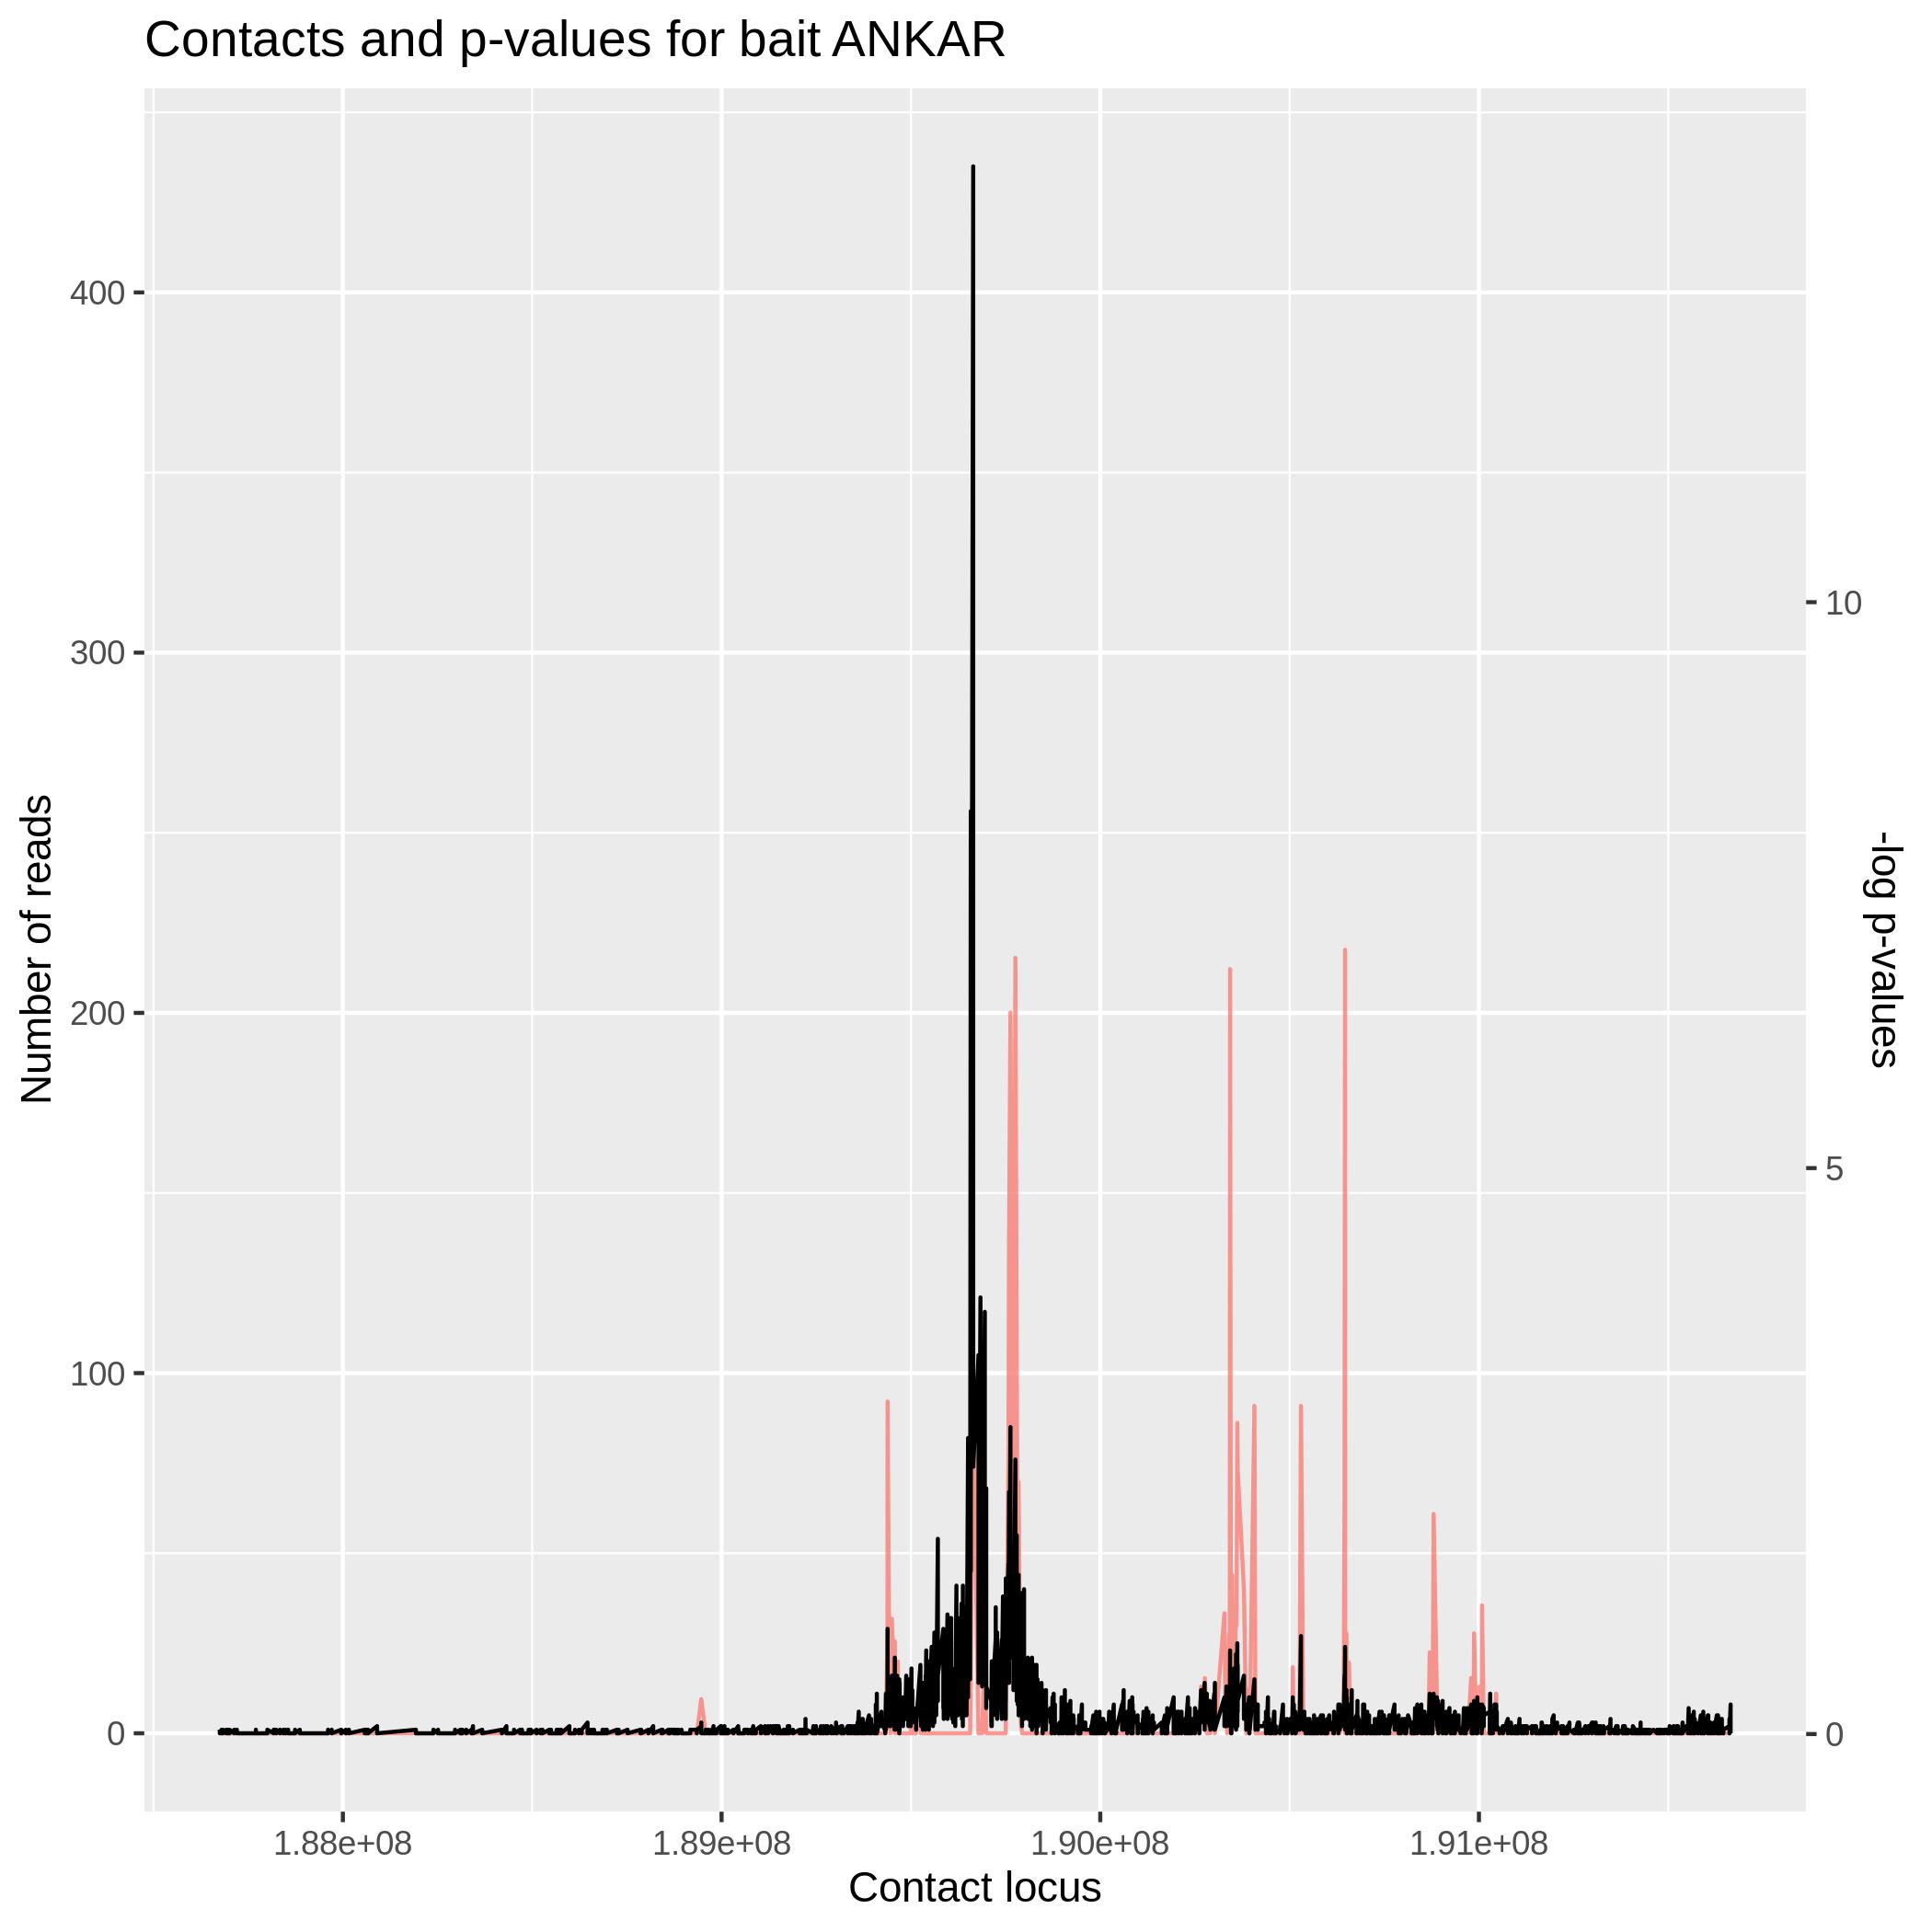 Contacts and p-values for bait ANKAR
Number of reads
400
300
200
100
0
10
5
0
-log p-values
1.88e+08 1.89e+08 1.90e+08 1.91e+08
Contact locus